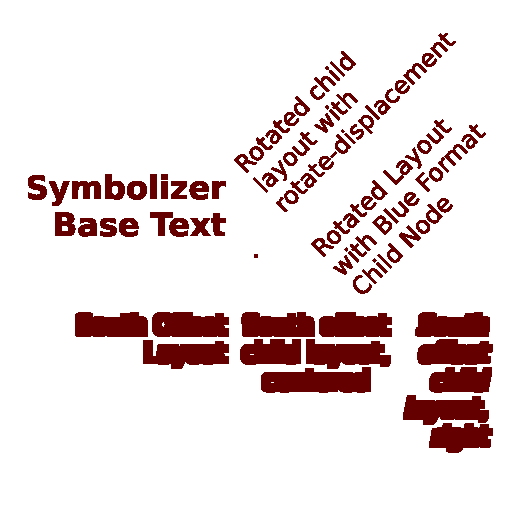 Rotated child
layout with
rotate-displacement
Symbolizer
Base Text
Rotated Layout
with Blue Format
Child Node
South Offset
Layout
South offset
child layout,
centered
South
offset
child
layout,
right